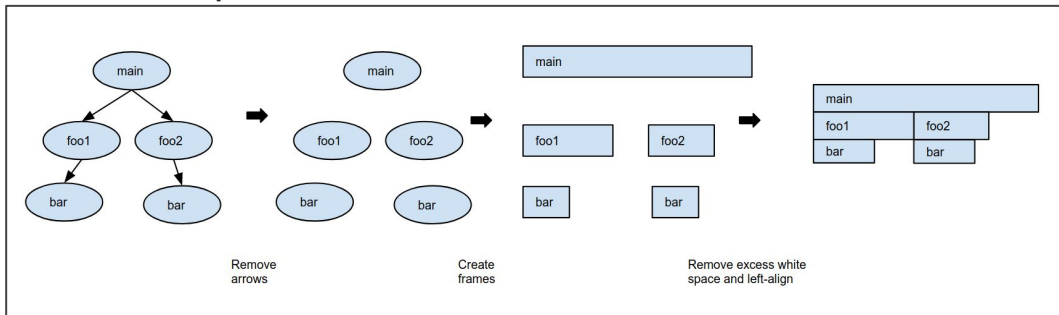 main
foo1
foo2
bar
bar
main
foo1
foo2
bar
bar
main
foo1
foo2
bar
bar
main
foo1
foo2
bar
bar
Remove
arrows
Create
frames
Remove excess white
space and left-align